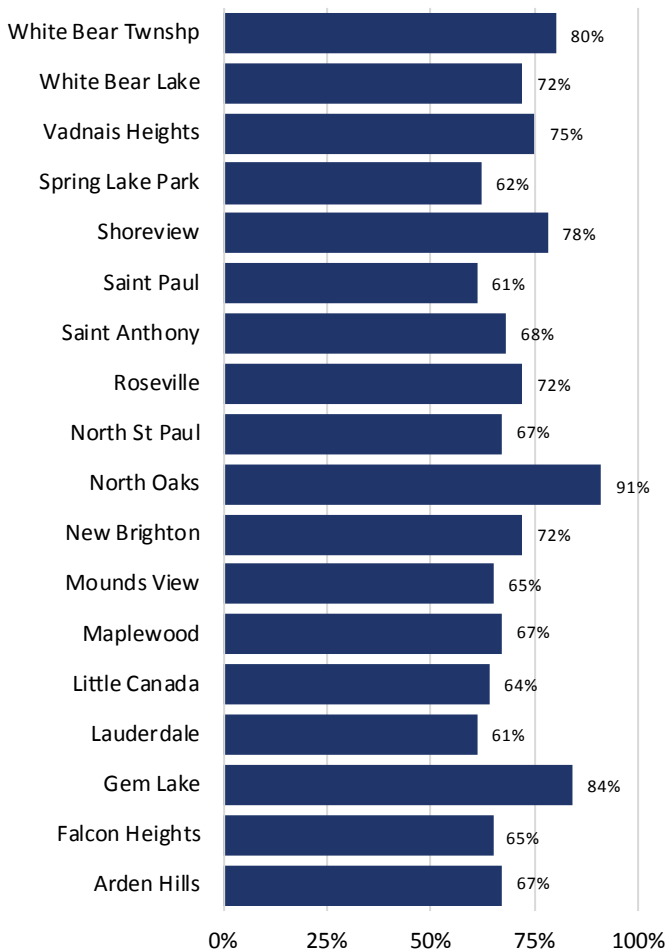 White Bear Twnshp 80%
White Bear Lake 72%
Vadnais Heights 75%
Spring Lake Park 62%
Shoreview 78%
Saint Paul 61%
Saint Anthony 68%
Roseville 72%
North St Paul 67%
North Oaks 91%
New Brighton 72%
Mounds View 65%
Maplewood 67%
Little Canada 64%
Lauderdale 61%
Gem Lake 84%
Falcon Heights 65%
Arden Hills 67%
0% 25% 50% 75% 100%